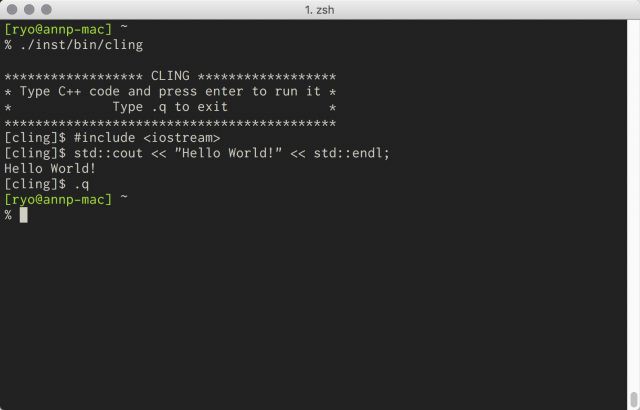 1. zsh
[ryo@annp-mac] ~
% ./inst/bin/cling
****************** CLING ******************
* Type C++ code and press enter to run it *
*             Type .q to exit             *
*******************************************
[cling]$ #include <iostream>
[cling]$ std::cout << "Hello World!" << std::endl;
Hello World!
[cling]$ .q
[ryo@annp-mac] ~
%